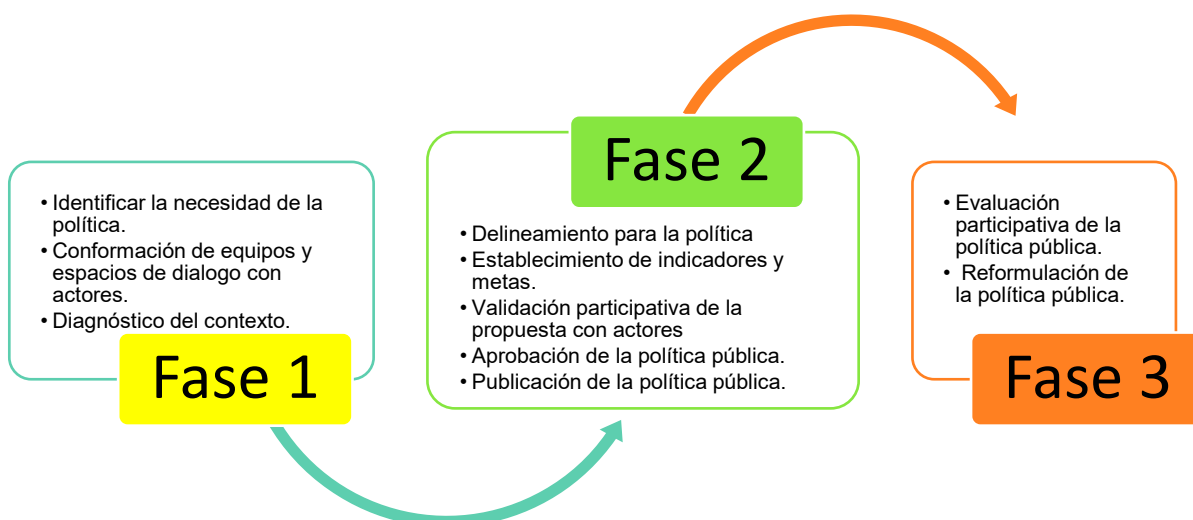 • Identificar la necesidad de la
política.
• Conformación de equipos y
espacios de dialogo con
actores.
• Diagnóstico del contexto.
Fase 1
Fase 2
• Delineamiento para la política
• Establecimiento de indicadores y
metas.
• Validación participativa de la
propuesta con actores
• Aprobación de la política pública.
• Publicación de la política pública.
• Evaluación
participativa de la
política pública.
• Reformulación de
la política pública.
Fase 3